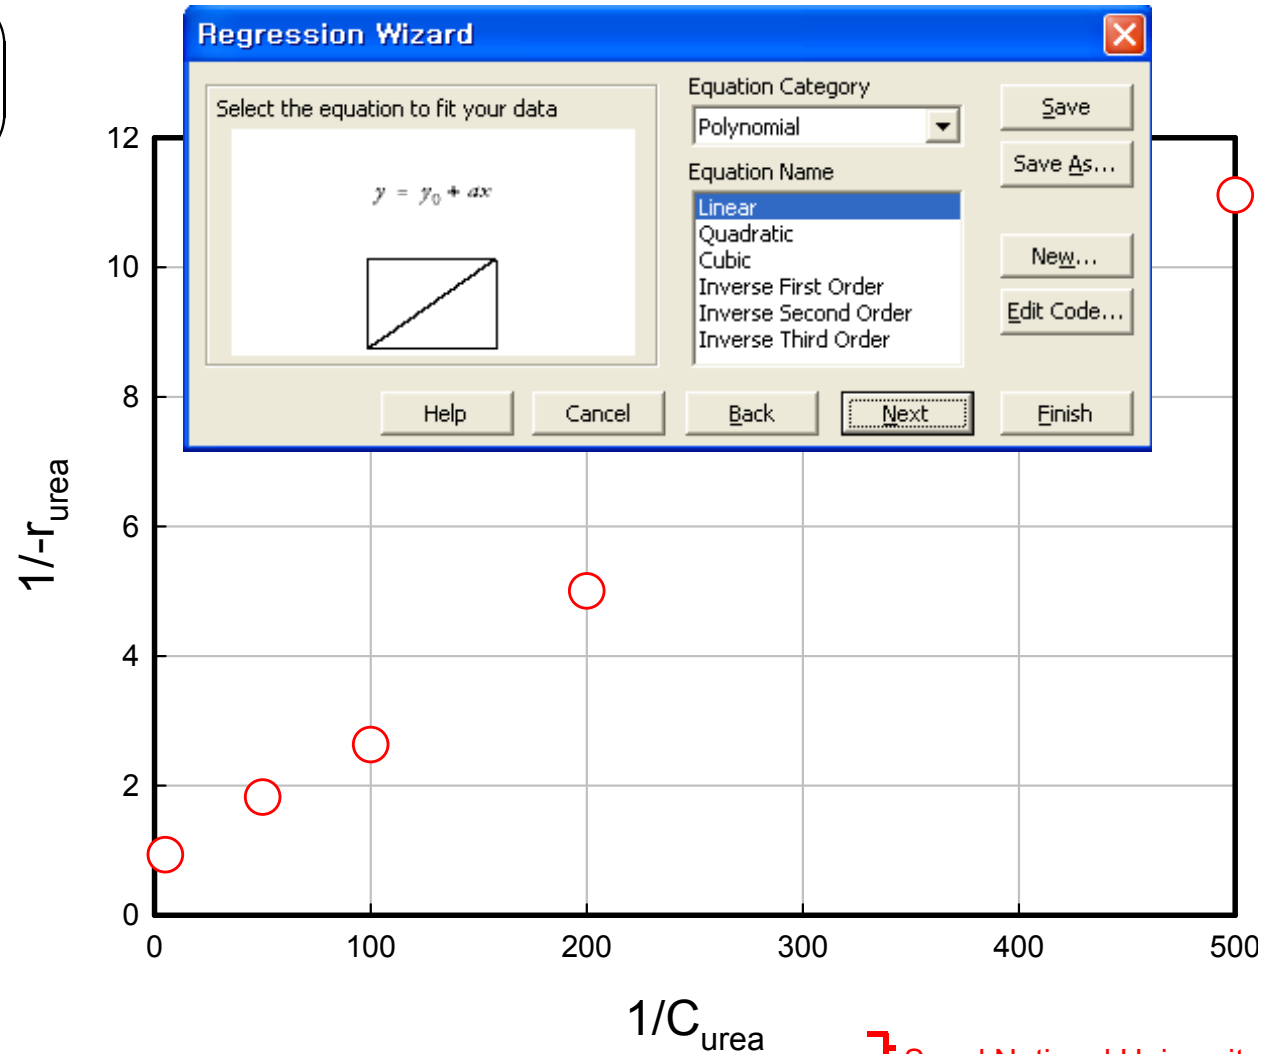 Regression Wizard
Select the equation to fit your data
y = y0 + ax
Equation Category
Polynomial
Equation Name
Linear
Quadratic
Cubic
Inverse First Order
Inverse Second Order
Inverse Third Order
Save
Save As...
New...
Edit Code...
Help
Cancel
Back
Next
Finish
12
10
8
6
4
2
0
1/-rurea
0
100
200
300
400
500
1/Curea